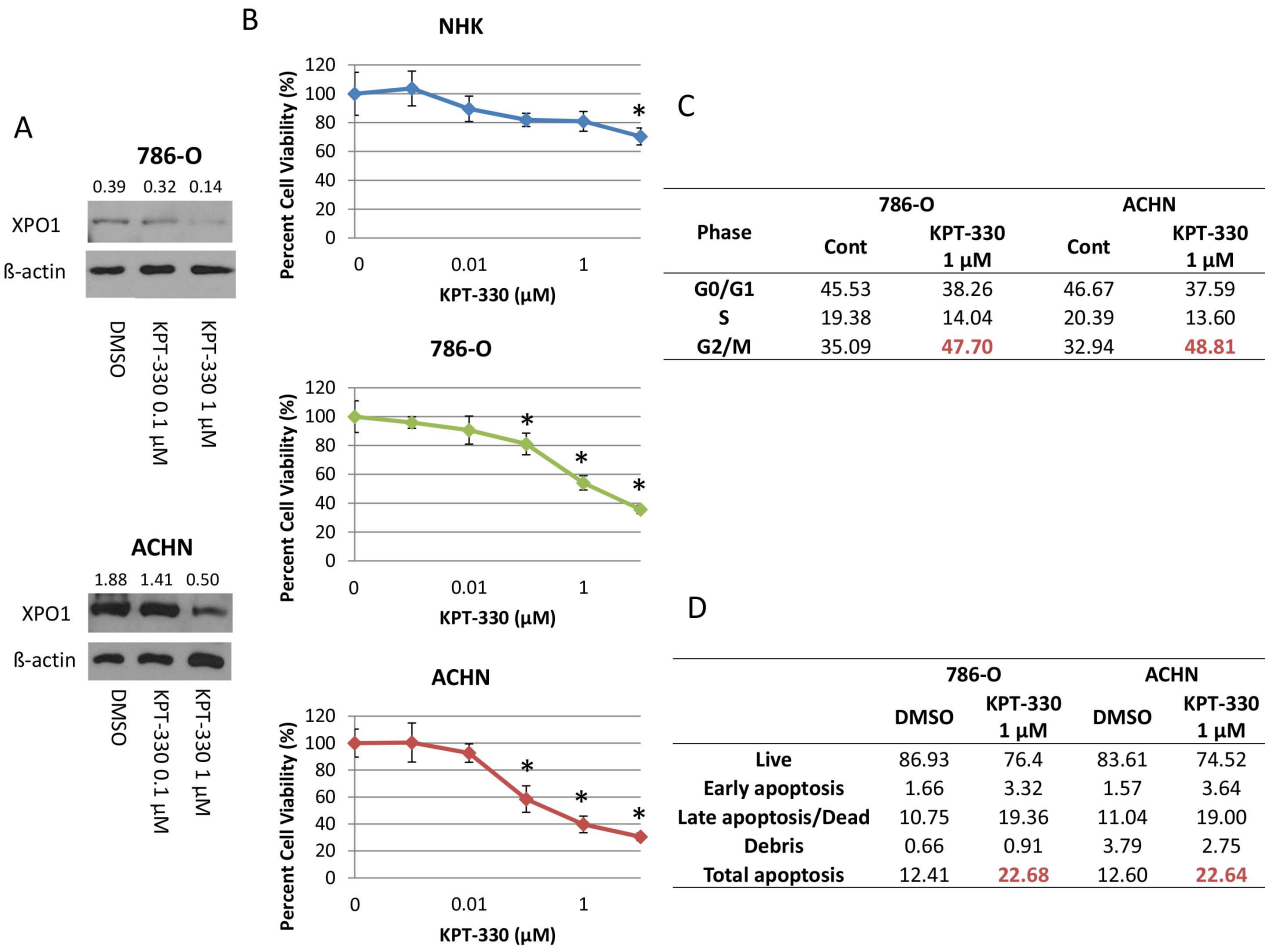 A
786-O
0.39 0.32 0.14
XPO1
ß-actin
DMSO
KPT-330 0.1 µM
KPT-330 1 µM
ACHN
1.88 1.41 0.50
XPO1
ß-actin
DMSO
KPT-330 0.1 µM
KPT-330 1 µM
B
NHK
Percent Cell Viability (%)
120
100
80
60
40
20
0
*
0 0.01 1
KPT-330 (µM)
786-O
Percent Cell Viability (%)
120
100
80
60
40
20
0
* * *
0 0.01 1
KPT-330 (µM)
ACHN
Percent Cell Viability (%)
120
100
80
60
40
20
0
* * *
0 0.01 1
KPT-330 (µM)
C
786-O ACHN
Phase Cont KPT-330 1 µM Cont KPT-330 1 µM
G0/G1 45.53 38.26 46.67 37.59
S 19.38 14.04 20.39 13.60
G2/M 35.09 47.70 32.94 48.81
D
786-O ACHN
DMSO KPT-330 1 µM DMSO KPT-330 1 µM
Live 86.93 76.4 83.61 74.52
Early apoptosis 1.66 3.32 1.57 3.64
Late apoptosis/Dead 10.75 19.36 11.04 19.00
Debris 0.66 0.91 3.79 2.75
Total apoptosis 12.41 22.68 12.60 22.64